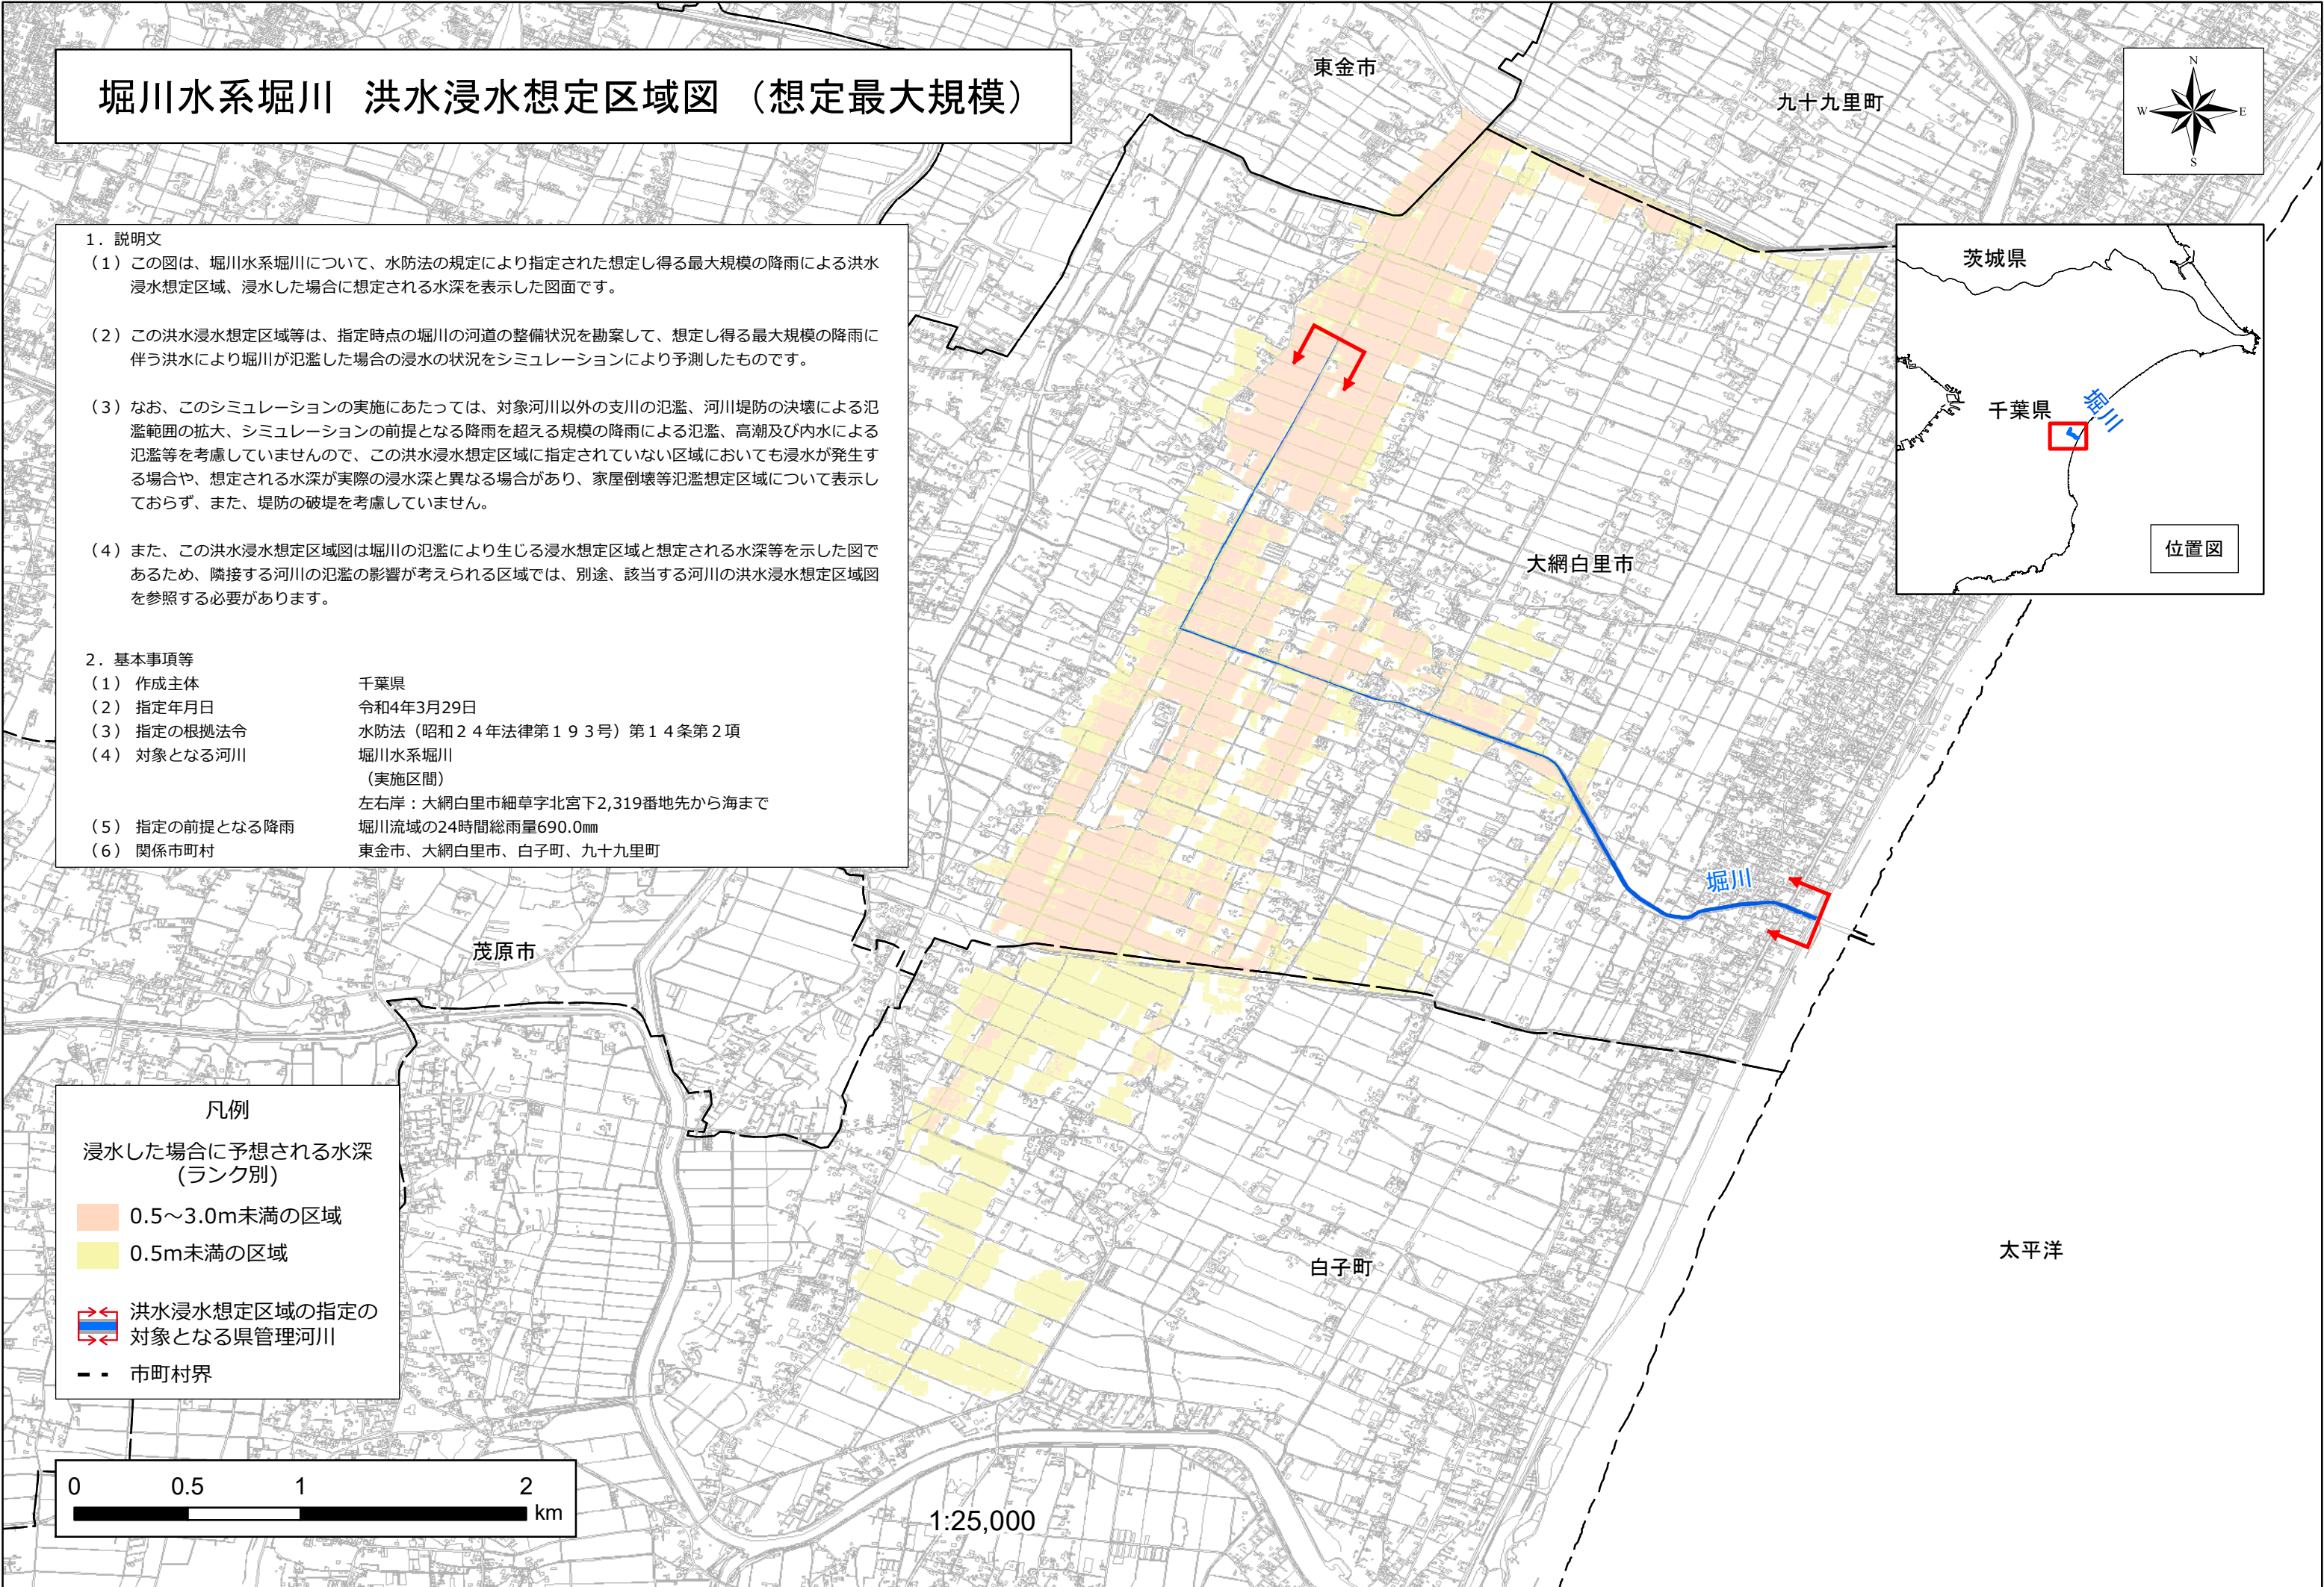 堀川水系堀川　洪水浸水想定区域図 （想定最大規模）
1．説明文
（1）この図は、堀川水系堀川について、水防法の規定により指定された想定し得る最大規模の降雨による洪水
浸水想定区域、浸水した場合に想定される水深を表示した図面です。
（2）この洪水浸水想定区域等は、指定時点の堀川の河道の整備状況を勘案して、想定し得る最大規模の降雨に
伴う洪水により堀川が氾濫した場合の浸水の状況をシミュレーションにより予測したものです。
（3）なお、このシミュレーションの実施にあたっては、対象河川以外の支川の氾濫、河川堤防の決壊による氾
濫範囲の拡大、シミュレーションの前提となる降雨を超える規模の降雨による氾濫、高潮及び内水による
氾濫等を考慮していませんので、この洪水浸水想定区域に指定されていない区域においても浸水が発生す
る場合や、想定される水深が実際の浸水深と異なる場合があり、家屋倒壊等氾濫想定区域について表示し
ておらず、また、堤防の破堤を考慮していません。
（4）また、この洪水浸水想定区域図は堀川の氾濫により生じる浸水想定区域と想定される水深等を示した図で
あるため、隣接する河川の氾濫の影響が考えられる区域では、別途、該当する河川の洪水浸水想定区域図
を参照する必要があります。
2．基本事項等
（1） 作成主体 千葉県
（2） 指定年月日 令和4年3月29日
（3） 指定の根拠法令 水防法（昭和２４年法律第１９３号）第１４条第２項
（4） 対象となる河川 堀川水系堀川
（実施区間）
左右岸：大網白里市細草字北宮下2,319番地先から海まで
（5） 指定の前提となる降雨 堀川流域の24時間総雨量690.0㎜
（6） 関係市町村 東金市、大網白里市、白子町、九十九里町
東金市
九十九里町
N
W E
S
茨城県
千葉県
堀川
位置図
大網白里市
堀川
茂原市
白子町
太平洋
凡例
浸水した場合に予想される水深
(ランク別)
0.5～3.0m未満の区域
0.5m未満の区域
洪水浸水想定区域の指定の
対象となる県管理河川
市町村界
0 0.5 1 2
km
1:25,000